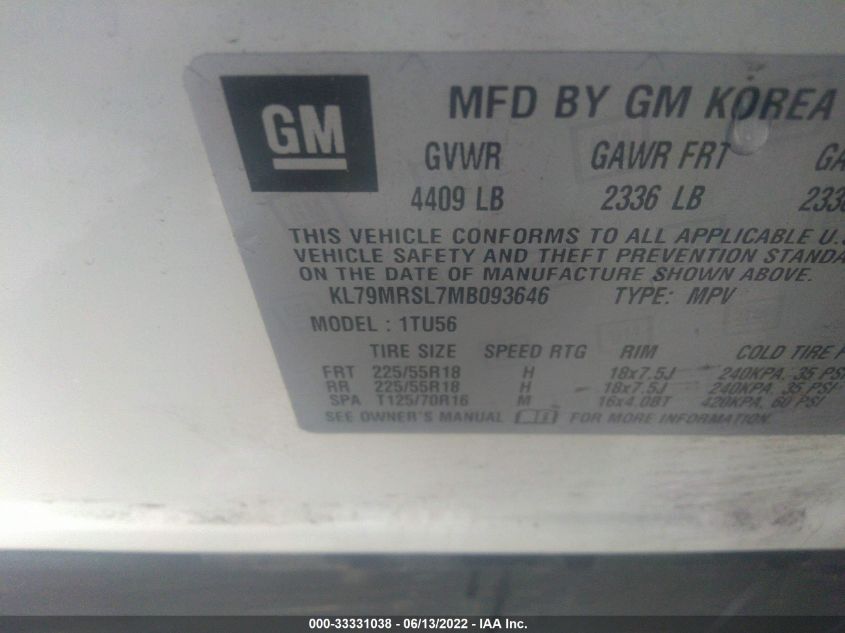 GM
MFD BY GM KOREA
GVWR GAWR FRT GA
4409 LB 2336 LB 233
THIS VEHICLE CONFORMS TO ALL APPLICABLE U.S
VEHICLE SAFETY AND THEFT PREVENTION STANDA
ON THE DATE OF MANUFACTURE SHOWN ABOVE.
KL79MRSL7MB093646 TYPE: MPV
MODEL : 1TU56
TIRE SIZE SPEED RTG RIM COLD TIRE P
FRT 225/55R18 H 18x7.5J 240KPA, 35 PSI
RR 225/55R18 H 18x7.5J 240KPA, 35 PSI
SPA T125/70R16 M 16x4.0BT 420KPA, 60 PSI
SEE OWNER'S MANUAL FOR MORE INFORMATION.
000-33331038 - 06/13/2022 - IAA Inc.